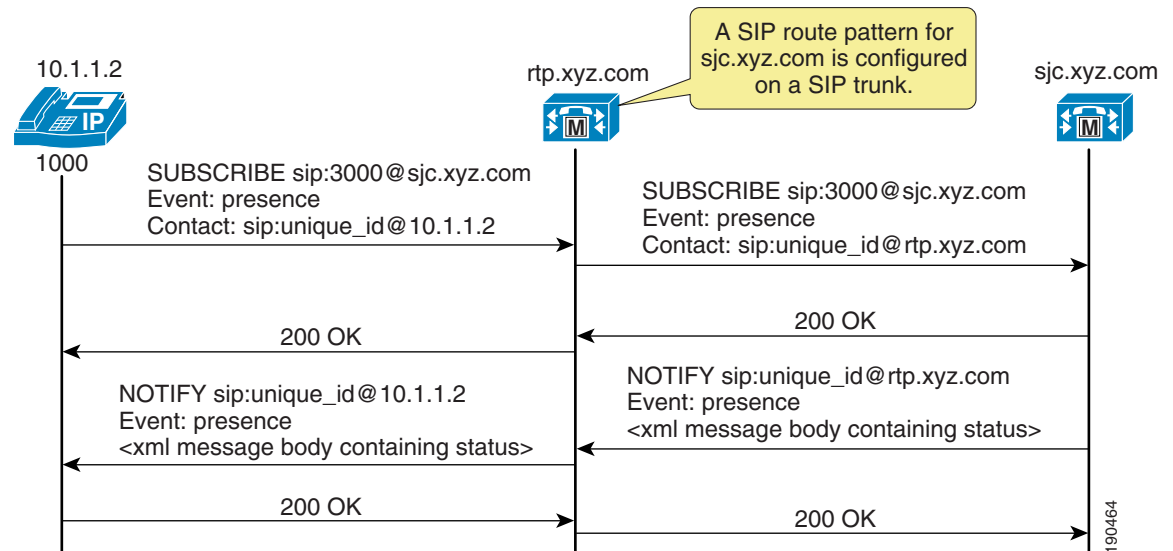 A SIP route pattern for
sjc.xyz.com is configured
on a SIP trunk.
10.1.1.2
rtp.xyz.com
sjc.xyz.com
IP
M
M
1000
SUBSCRIBE sip:3000@sjc.xyz.com
Event: presence
Contact: sip:unique_id@10.1.1.2
SUBSCRIBE sip:3000@sjc.xyz.com
Event: presence
Contact: sip:unique_id@rtp.xyz.com
200 OK
200 OK
NOTIFY sip:unique_id@10.1.1.2
Event: presence
<xml message body containing status>
NOTIFY sip:unique_id@rtp.xyz.com
Event: presence
<xml message body containing status>
200 OK
200 OK
190464